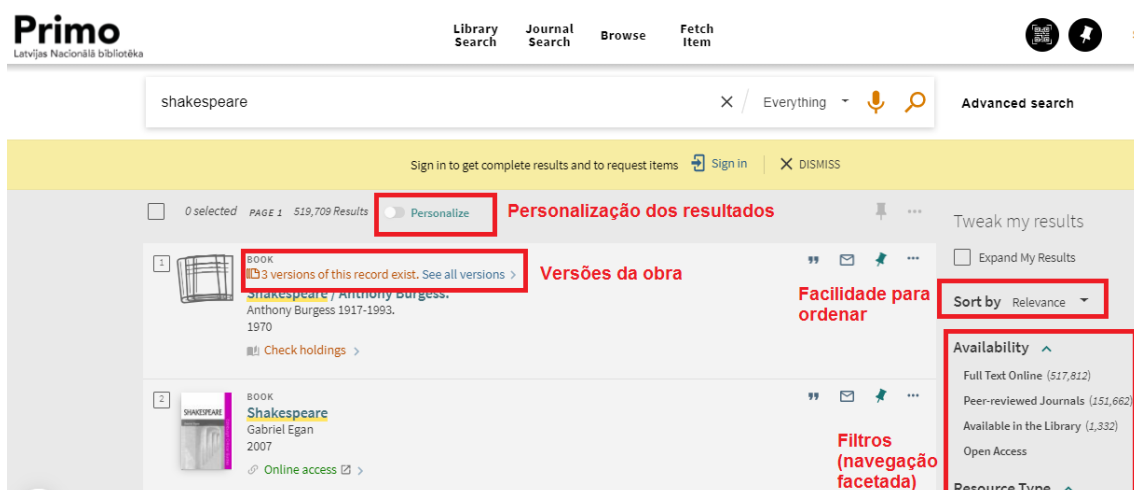 Primo
Latvijas Nacionālā bibliotēka
Library Search
Journal Search
Browse
Fetch Item
shakespeare
Everything
Advanced search
Sign in to get complete results and to request items
Sign in
DISMISS
0 selected PAGE 1 519,709 Results
Personalize
Personalização dos resultados
Tweak my results
Expand My Results
Sort by Relevance
1
BOOK
3 versions of this record exist. See all versions
Versões da obra
Shakespeare / Anthony Burgess.
Anthony Burgess 1917-1993.
1970
Check holdings
Facilidade para
ordenar
Availability
Full Text Online (517,812)
Peer-reviewed Journals (151,662)
Available in the Library (1,332)
Open Access
Resource Type
2
SHAKESPEARE
BOOK
Shakespeare
Gabriel Egan
2007
Online access
Filtros
(navegação
facetada)